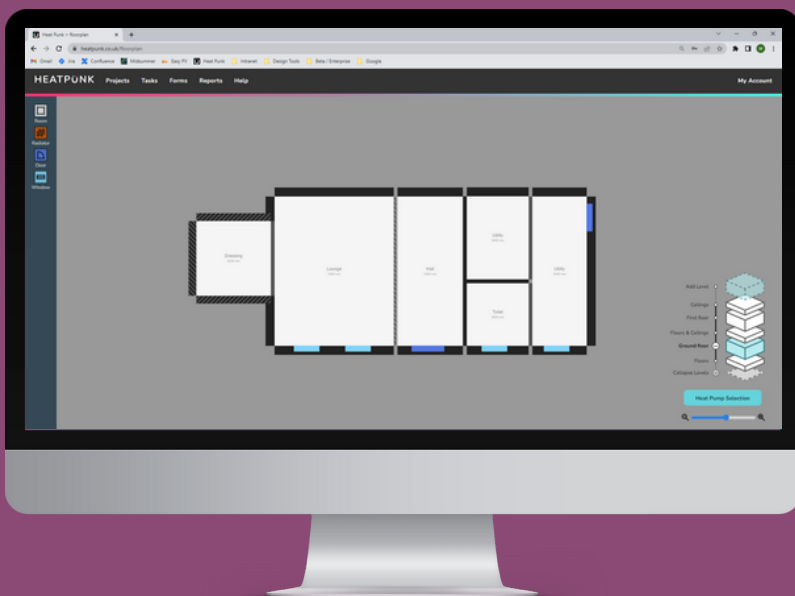 Heat Punk > Floorplan
heatpunk.co.uk/floorplan
Gmail Jira Confluence Midsummer Easy PV Heat Punk Intranet Design Tools Beta / Enterprise Google
HEATPUNK Projects Tasks Forms Reports Help My Account
Room
Radiator
Door
Window
Dressing
Lounge
Hall
Utility
Toilet
Utility
Add Level
Ceilings
First floor
Floors & Ceilings
Ground floor
Floors
Collapse Levels
Heat Pump Selection